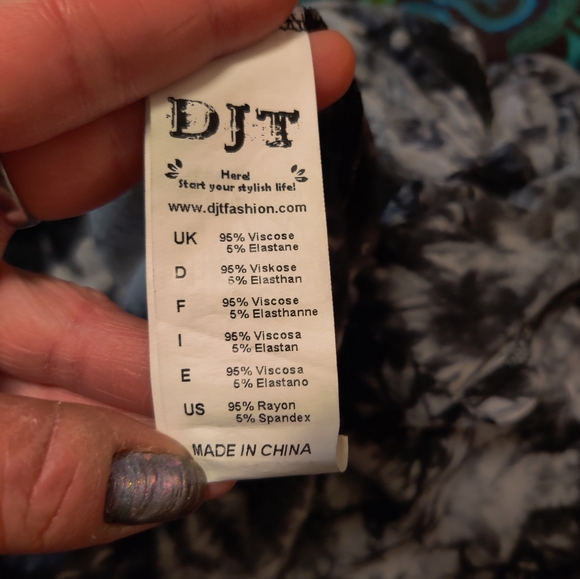 DJT
Here!
Start your stylish life!
www.djtfashion.com
UK 95% Viscose
5% Elastane
D 95% Viskose
5% Elasthan
F 95% Viscose
5% Elasthanne
I 95% Viscosa
5% Elastan
E 95% Viscosa
5% Elastano
US 95% Rayon
5% Spandex
MADE IN CHINA